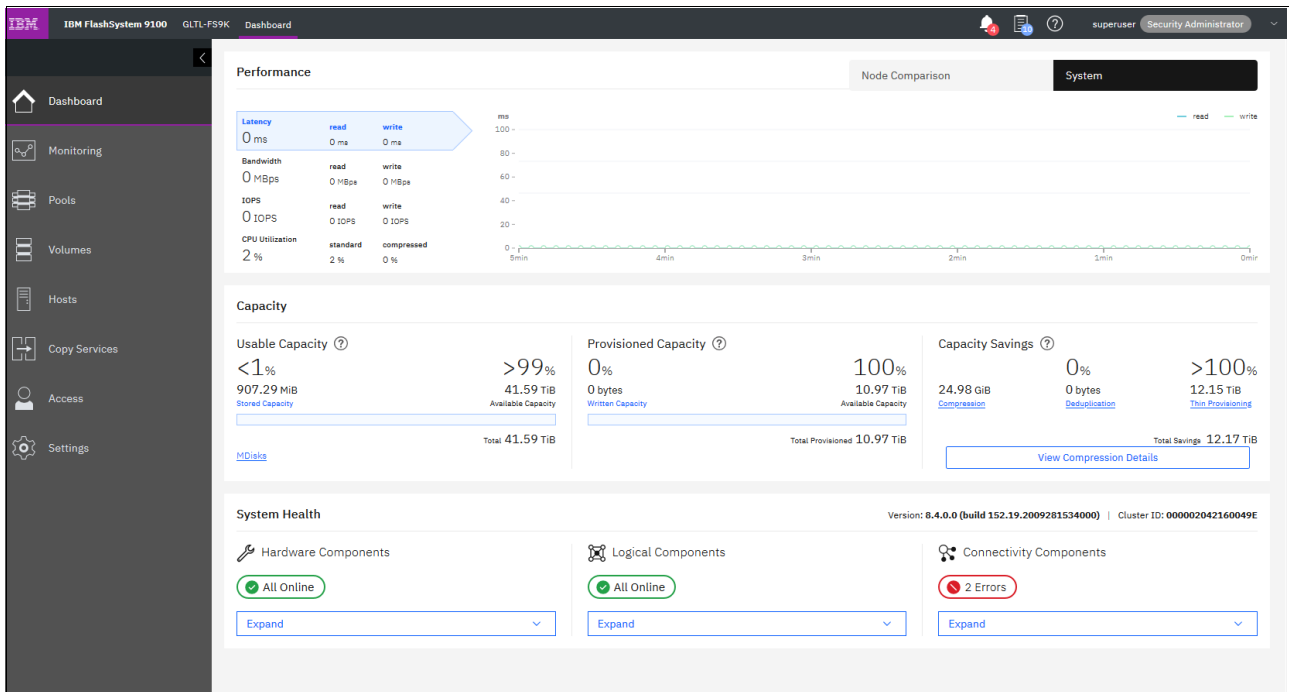 IBM IBM FlashSystem 9100 GLTL-FS9K Dashboard 4 10 ? superuser Security Administrator
Dashboard
Monitoring
Pools
Volumes
Hosts
Copy Services
Access
Settings
Performance Node Comparison System
Latency read write
0 ms 0 ms 0 ms
Bandwidth read write
0 MBps 0 MBps 0 MBps
IOPS read write
0 IOPS 0 IOPS 0 IOPS
CPU Utilization standard compressed
2 % 2 % 0 %
ms read write
100
80
60
40
20
0
5min 4min 3min 2min 1min 0min
Capacity
Usable Capacity ?
<1% >99%
907.29 MiB 41.59 TiB
Stored Capacity Available Capacity
Total 41.59 TiB
MDisks
Provisioned Capacity ?
0% 100%
0 bytes 10.97 TiB
Written Capacity Available Capacity
Total Provisioned 10.97 TiB
Capacity Savings ?
0% >100%
24.98 GiB 0 bytes 12.15 TiB
Compression Deduplication Thin Provisioning
Total Savings 12.17 TiB
View Compression Details
System Health Version: 8.4.0.0 (build 152.19.2009281534000) | Cluster ID: 000002042160049E
Hardware Components
All Online
Expand
Logical Components
All Online
Expand
Connectivity Components
2 Errors
Expand